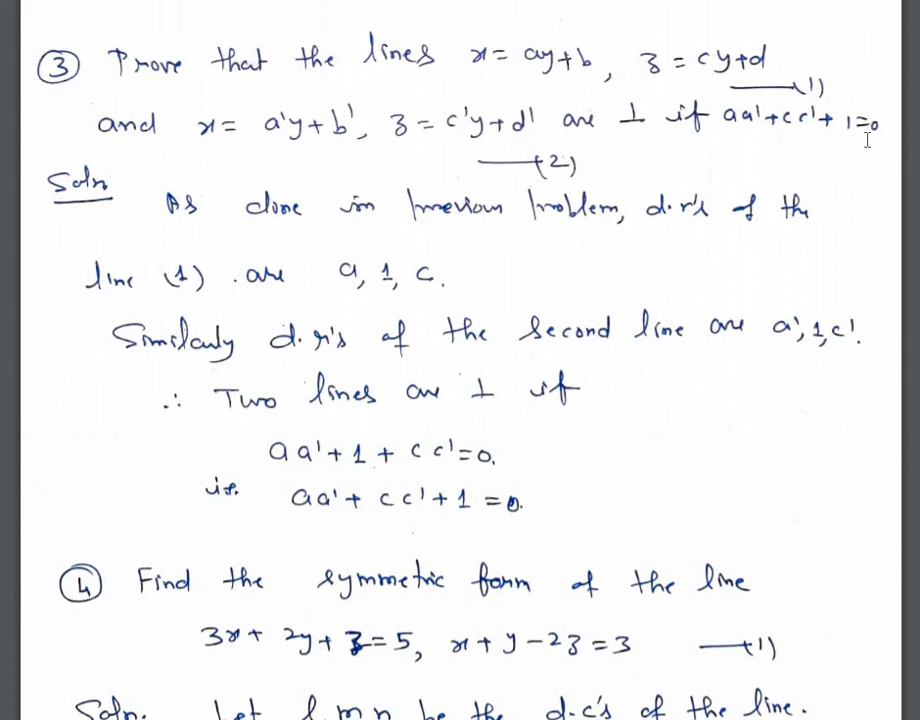 ③ Prove that the lines x = ay+b, z = cy+d
—(1)
and x = a'y+b', z = c'y+d' are ⊥ if aa'+cc'+1=0
—(2)
Soln
As done in previous problem, d.r's of the
line (1) . are a, 1, c.
Similarly d.r's of the second line are a', 1, c'.
∴ Two lines are ⊥ if
aa' + 1 + cc' = 0.
i.e. aa' + cc' + 1 = 0.
④ Find the symmetric form of the line
3x + 2y + z = 5, x + y - 2z = 3 —(1)
Soln. Let l m n be the d.c's of the line.